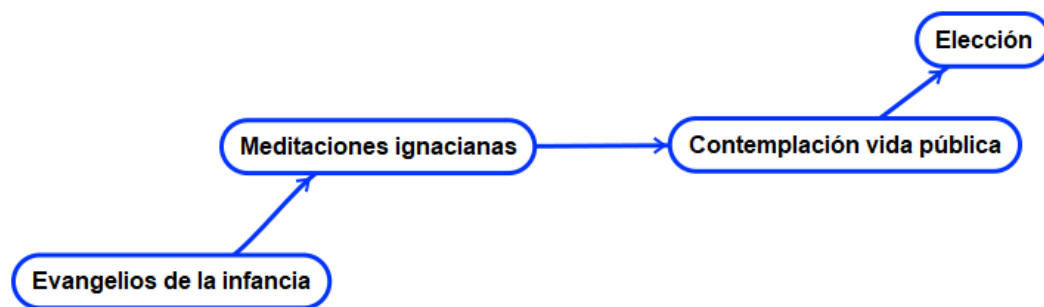 Elección
Meditaciones ignacianas
Contemplación vida pública
Evangelios de la infancia